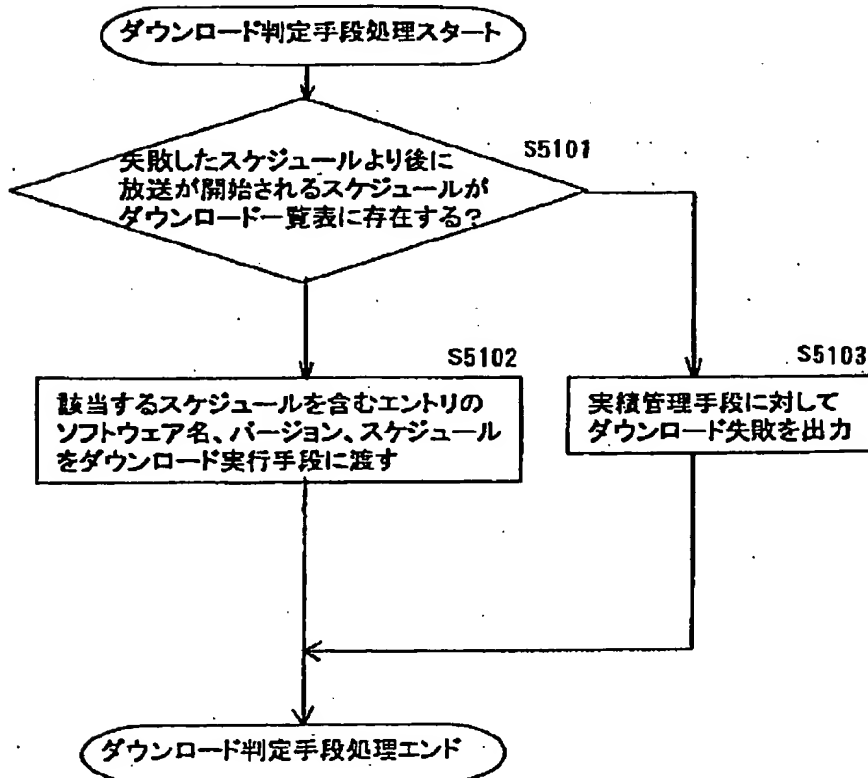 ダウンロード判定手段処理スタート
S5101
失敗したスケジュールより後に
放送が開始されるスケジュールが
ダウンロード一覧表に存在する?
S5102
該当するスケジュールを含むエントリの
ソフトウェア名、バージョン、スケジュール
をダウンロード実行手段に渡す
S5103
実績管理手段に対して
ダウンロード失敗を出力
ダウンロード判定手段処理エンド